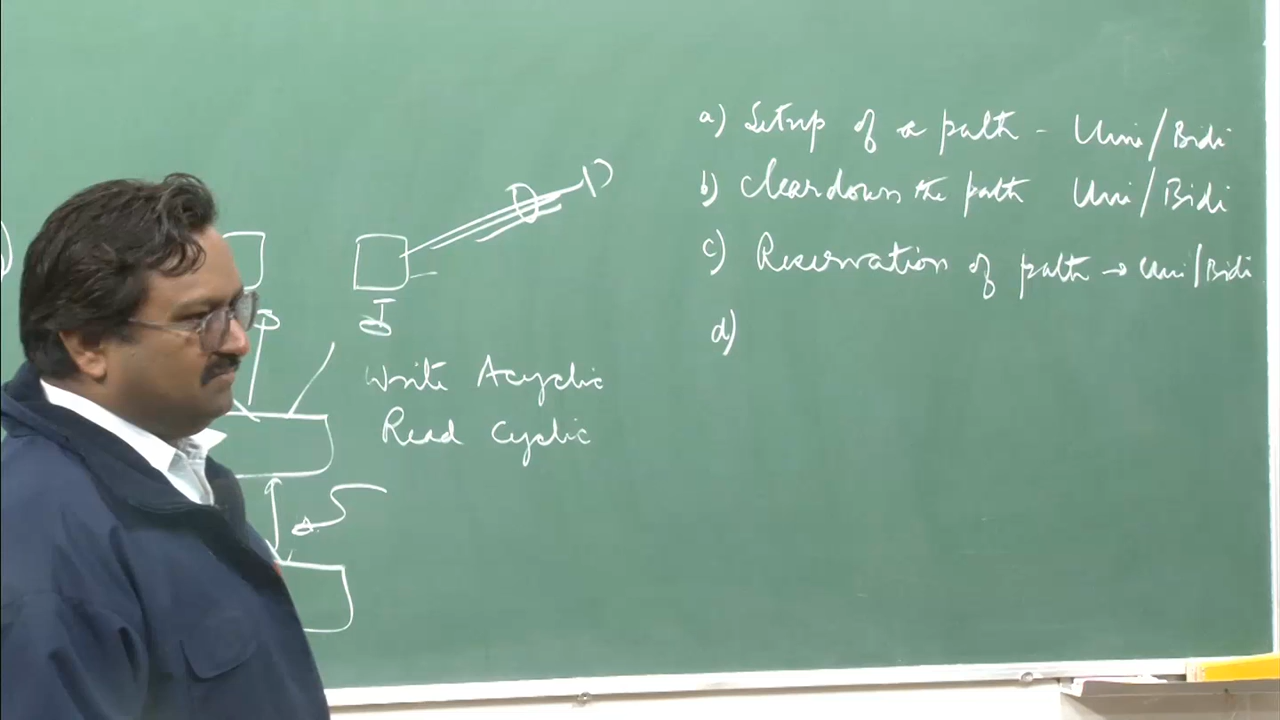 a) Setup of a path - Uni/Bidi
b) Cleardown the path Uni/Bidi
c) Reservation of path → Uni/Bidi
d)
I
Write Acyclic
Read Cyclic